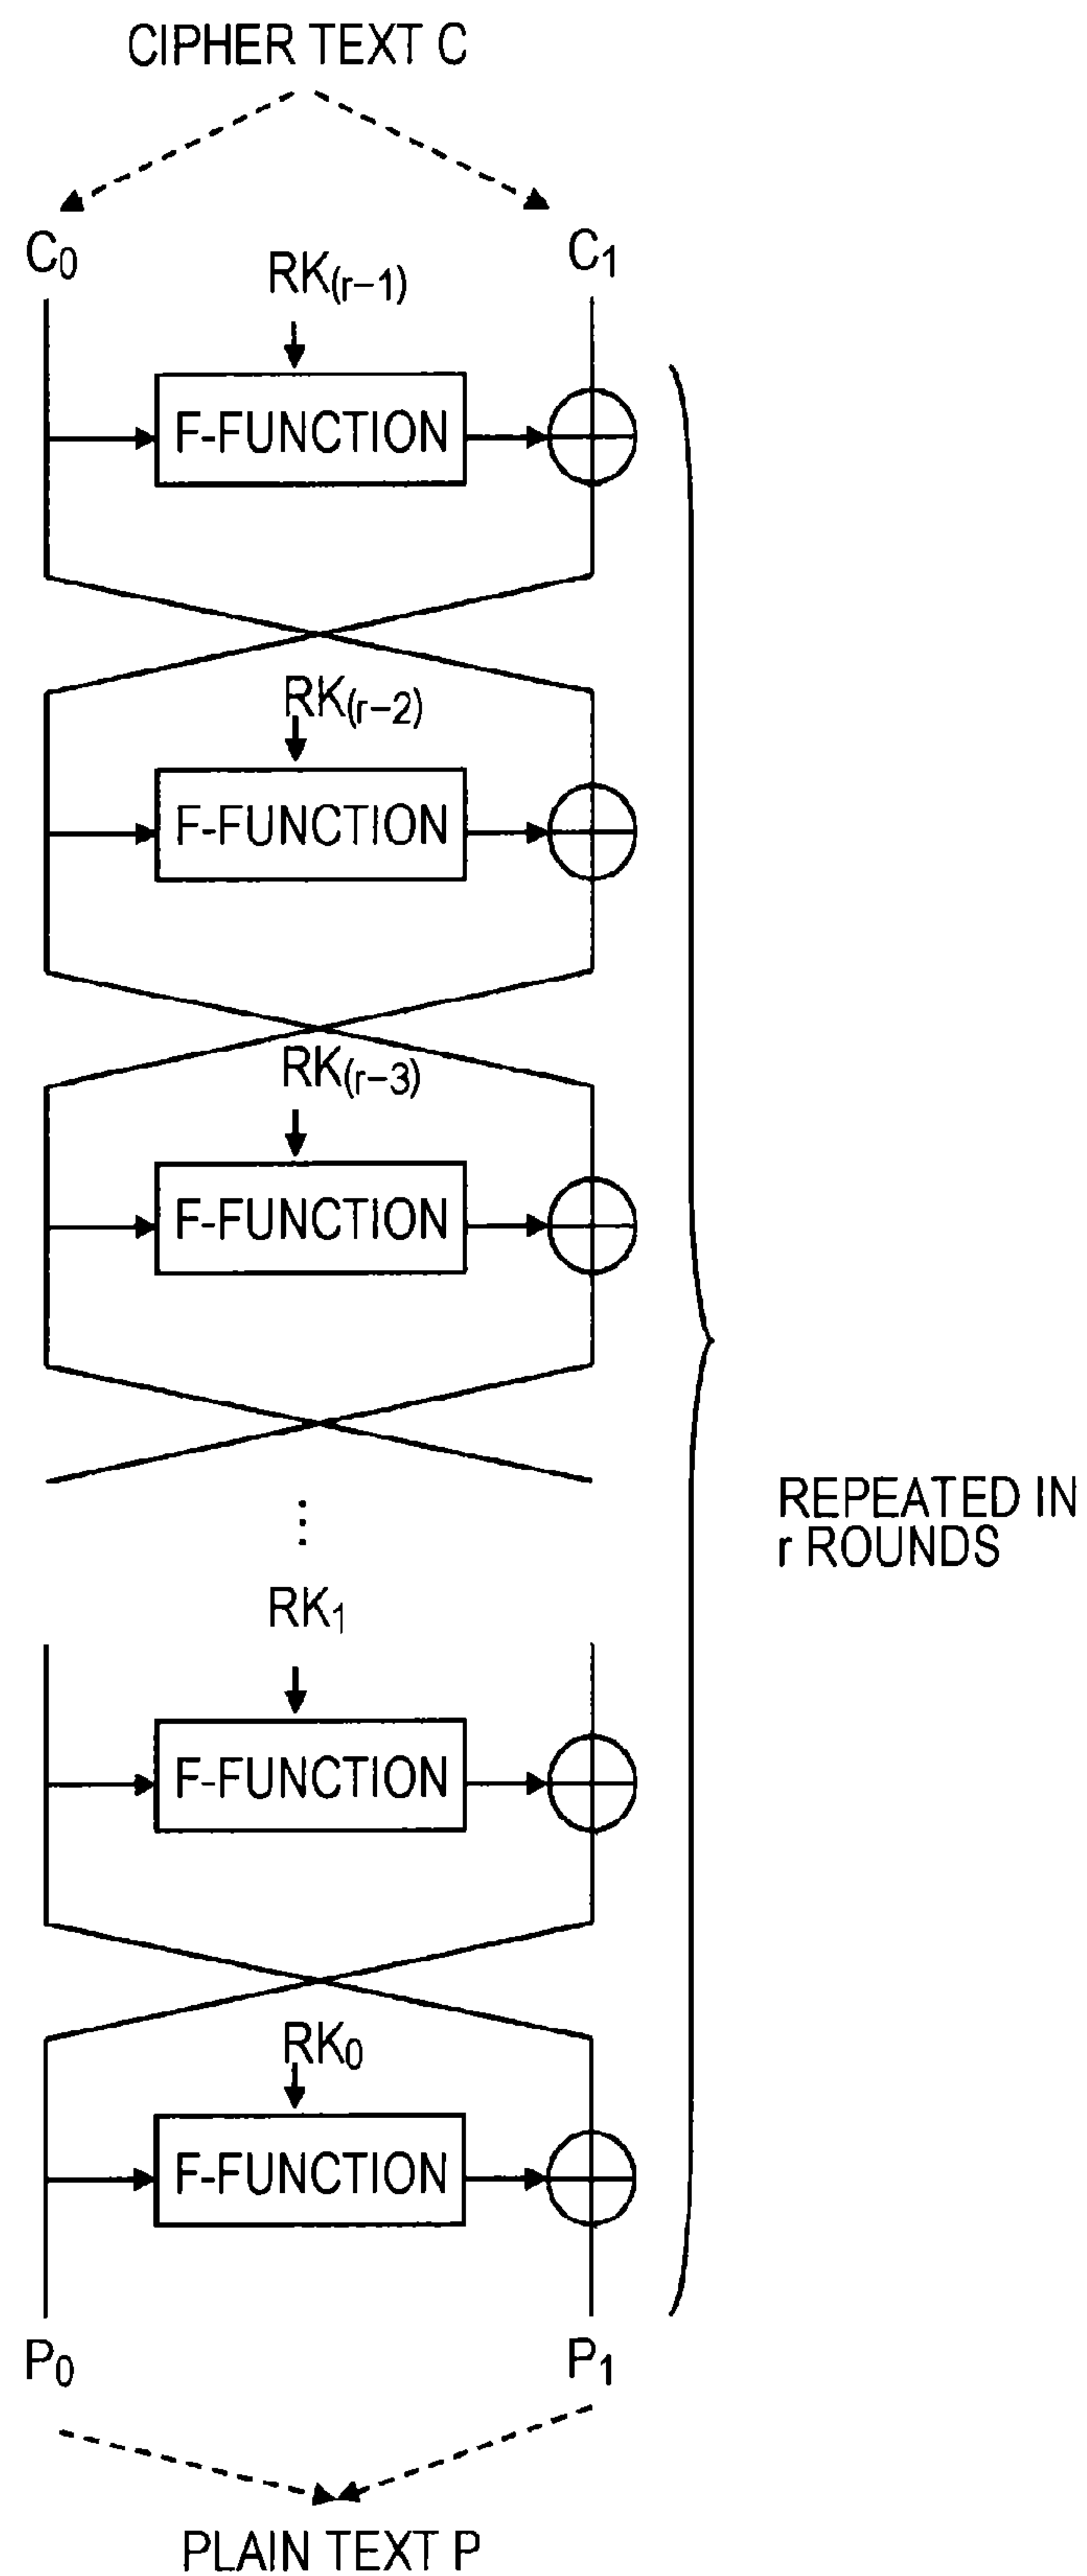 CIPHER TEXT C
C₀
C₁
RK₍r₋₁₎
F-FUNCTION
RK₍r₋₂₎
F-FUNCTION
RK₍r₋₃₎
F-FUNCTION
REPEATED IN
r ROUNDS
⋮
RK₁
F-FUNCTION
RK₀
F-FUNCTION
P₀
P₁
PLAIN TEXT P